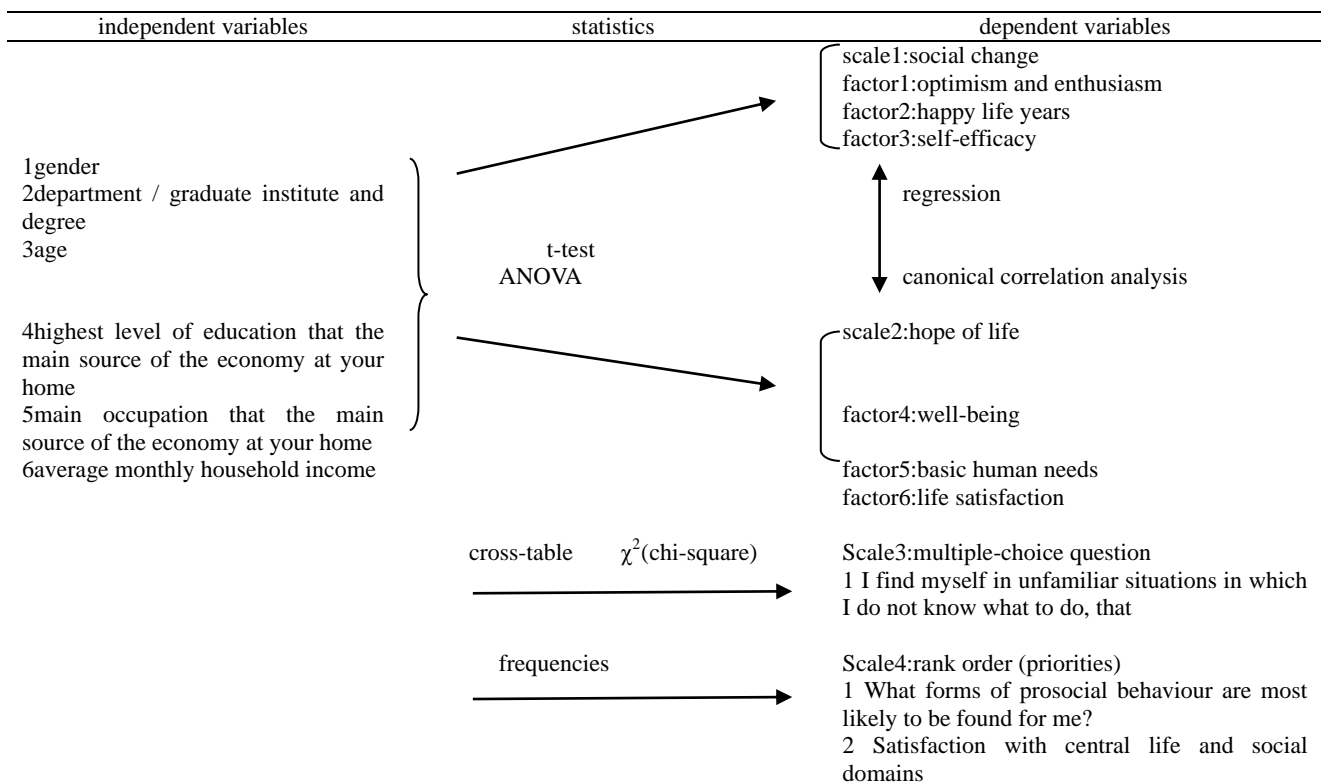 independent variables statistics dependent variables
scale1:social change
factor1:optimism and enthusiasm
factor2:happy life years
factor3:self-efficacy
1gender
2department / graduate institute and
degree
3age
regression
t-test
ANOVA
canonical correlation analysis
4highest level of education that the
main source of the economy at your
home
5main occupation that the main
source of the economy at your home
6average monthly household income
scale2:hope of life
factor4:well-being
factor5:basic human needs
factor6:life satisfaction
cross-table χ²(chi-square)
Scale3:multiple-choice question
1 I find myself in unfamiliar situations in which
I do not know what to do, that
frequencies
Scale4:rank order (priorities)
1 What forms of prosocial behaviour are most
likely to be found for me?
2 Satisfaction with central life and social
domains